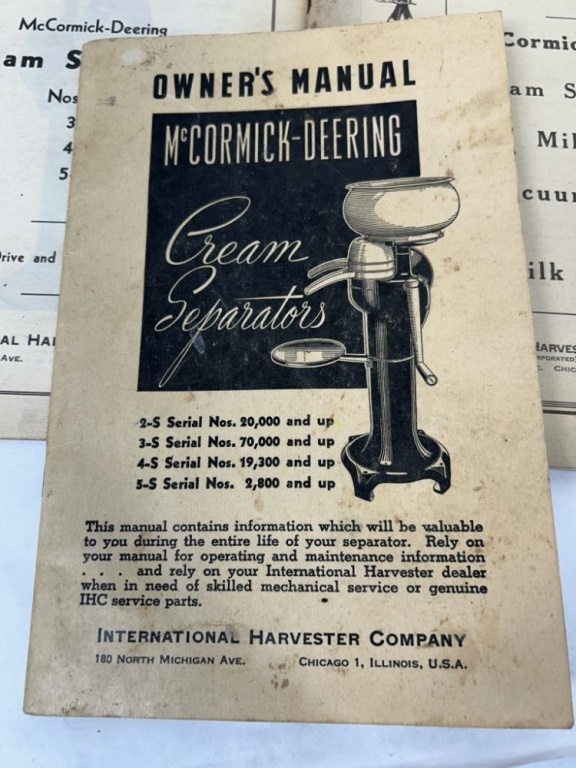 McCormick-Deering
am S
Nos
3
4
5-
Drive and
AL HA
AVE.
OWNER'S MANUAL
McCORMICK-DEERING
Cream
Separators
2-S Serial Nos. 20,000 and up
3-S Serial Nos. 70,000 and up
4-S Serial Nos. 19,300 and up
5-S Serial Nos. 2,800 and up
This manual contains information which will be valuable
to you during the entire life of your separator. Rely on
your manual for operating and maintenance information
. . . . and rely on your International Harvester dealer
when in need of skilled mechanical service or genuine
IHC service parts.
INTERNATIONAL HARVESTER COMPANY
180 NORTH MICHIGAN AVE. CHICAGO 1, ILLINOIS, U.S.A.
Cormic
am S
Mil
cuu
ilk
HARVES
ORPORATED)
CHIC